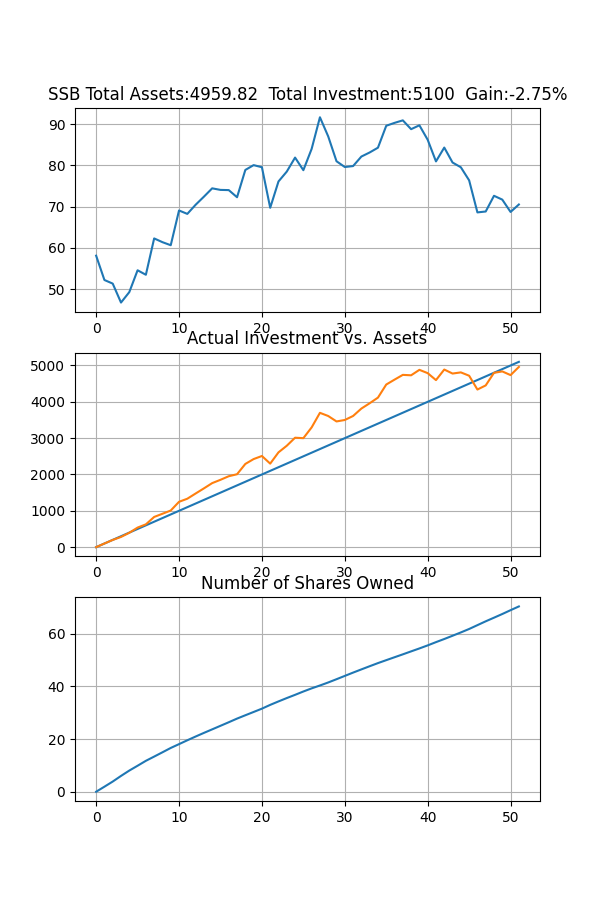 SSB Total Assets:4959.82  Total Investment:5100  Gain:-2.75%
90
80
70
60
50
0 10 20 30 40 50
Actual Investment vs. Assets
5000
4000
3000
2000
1000
0
0 10 20 30 40 50
Number of Shares Owned
60
40
20
0
0 10 20 30 40 50